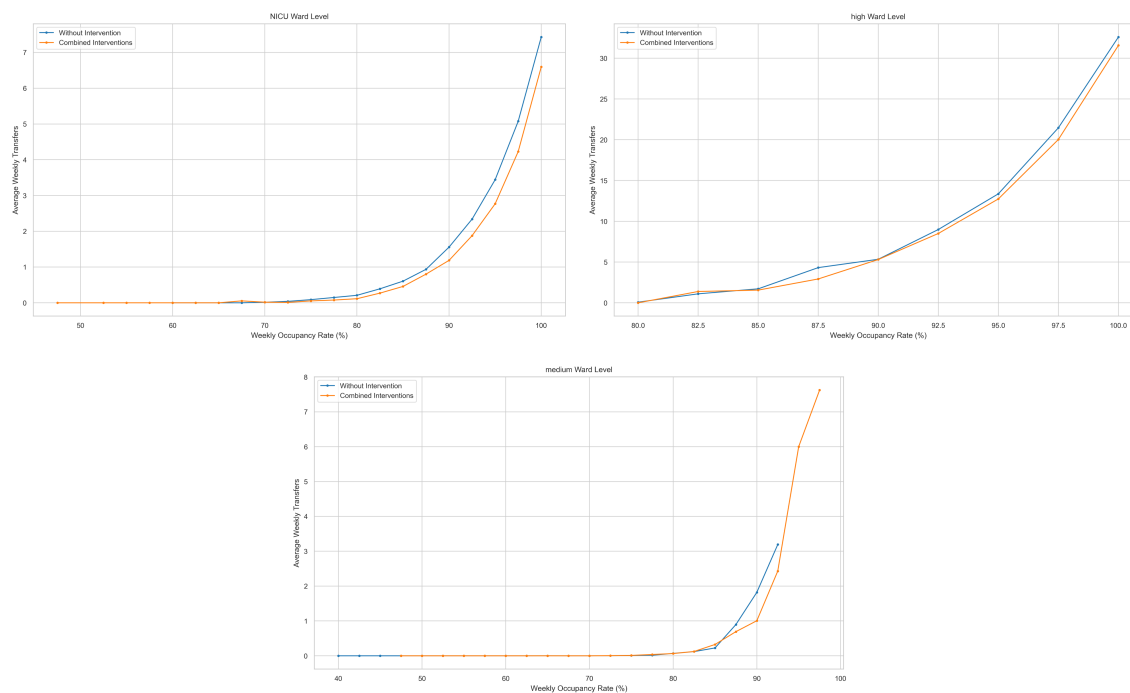 NICU Ward Level
Without Intervention
Combined Interventions
7
6
5
4
3
2
1
0
Average Weekly Transfers
50 60 70 80 90 100
Weekly Occupancy Rate (%)
high Ward Level
Without Intervention
Combined Interventions
30
25
20
15
10
5
0
Average Weekly Transfers
80.0 82.5 85.0 87.5 90.0 92.5 95.0 97.5 100.0
Weekly Occupancy Rate (%)
medium Ward Level
Without Intervention
Combined Interventions
8
7
6
5
4
3
2
1
0
Average Weekly Transfers
40 50 60 70 80 90 100
Weekly Occupancy Rate (%)